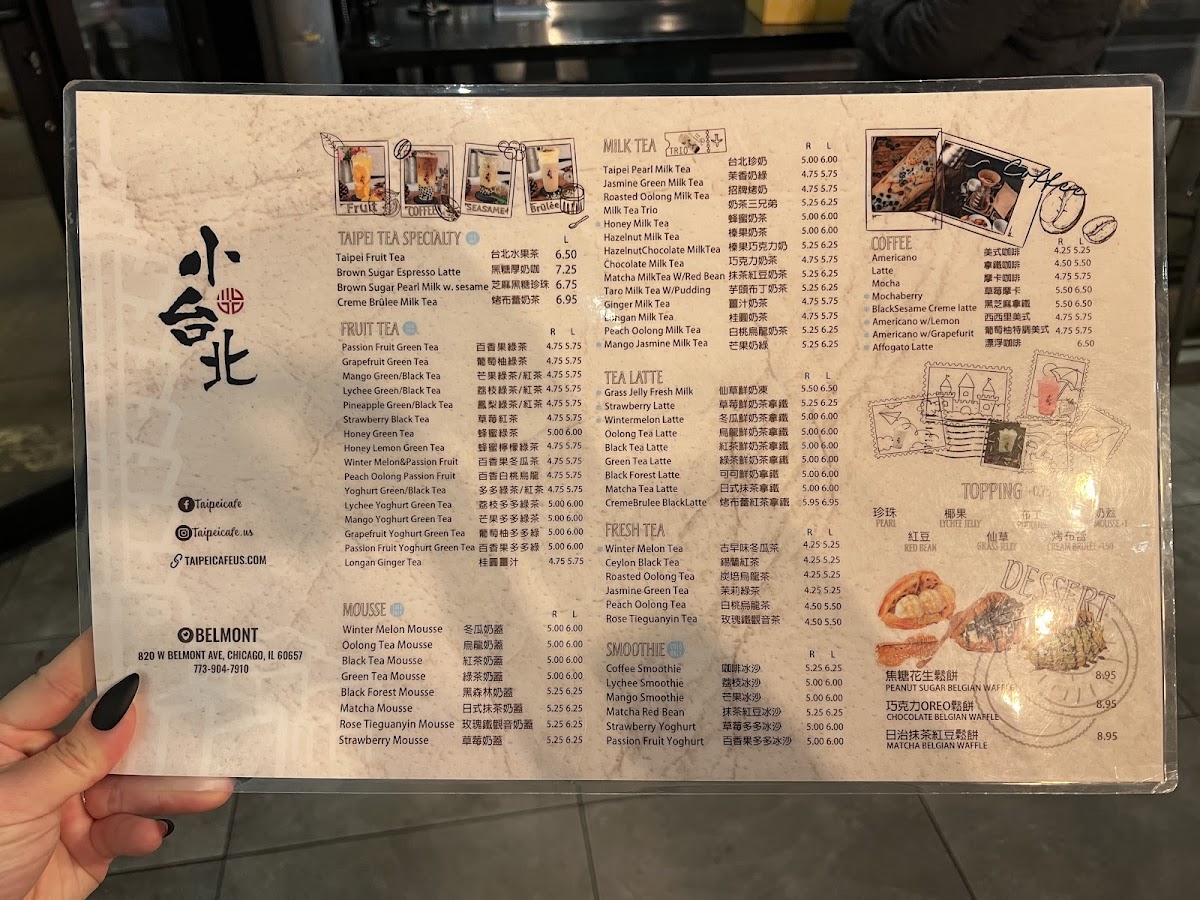 小台北
Taipeicafe
Taipeicafe.us
TAIPEICAFEUS.COM
BELMONT
820 W BELMONT AVE, CHICAGO, IL 60657
773-904-7910
Fruit
COFFEE
SEASAME
Brûlée
TAIPEI TEA SPECIALTY
L
Taipei Fruit Tea 台北水果茶 6.50
Brown Sugar Espresso Latte 黑糖厚奶咖 7.25
Brown Sugar Pearl Milk w. sesame 芝麻黑糖珍珠 6.75
Creme Brûlee Milk Tea 烤布蕾奶茶 6.95
FRUIT TEA
R L
Passion Fruit Green Tea 百香果綠茶 4.75 5.75
Grapefruit Green Tea 葡萄柚綠茶 4.75 5.75
Mango Green/Black Tea 芒果綠茶/紅茶 4.75 5.75
Lychee Green/Black Tea 荔枝綠茶/紅茶 4.75 5.75
Pineapple Green/Black Tea 鳳梨綠茶/紅茶 4.75 5.75
Strawberry Black Tea 草莓紅茶 4.75 5.75
Honey Green Tea 蜂蜜綠茶 5.00 6.00
Honey Lemon Green Tea 蜂蜜檸檬綠茶 4.75 5.75
Winter Melon&Passion Fruit 百香果冬瓜茶 4.75 5.75
Peach Oolong Passion Fruit 百香白桃烏龍 4.75 5.75
Yoghurt Green/Black Tea 多多綠茶/紅茶 4.75 5.75
Lychee Yoghurt Green Tea 荔枝多多綠 5.00 6.00
Mango Yoghurt Green Tea 芒果多多綠 5.00 6.00
Grapefruit Yoghurt Green Tea 葡萄柚多多綠 5.00 6.00
Passion Fruit Yoghurt Green Tea 百香果多多綠 5.00 6.00
Longan Ginger Tea 桂圓薑汁 4.75 5.75
MOUSSE
R L
Winter Melon Mousse 冬瓜奶蓋 5.00 6.00
Oolong Tea Mousse 烏龍奶蓋 5.00 6.00
Black Tea Mousse 紅茶奶蓋 5.00 6.00
Green Tea Mousse 綠茶奶蓋 5.00 6.00
Black Forest Mousse 黑森林奶蓋 5.25 6.25
Matcha Mousse 日式抹茶奶蓋 5.25 6.25
Rose Tieguanyin Mousse 玫瑰鐵觀音奶蓋 5.25 6.25
Strawberry Mousse 草莓奶蓋 5.25 6.25
MILK TEA
TRIO
R L
Taipei Pearl Milk Tea 台北珍奶 5.00 6.00
Jasmine Green Milk Tea 茉香奶綠 4.75 5.75
Roasted Oolong Milk Tea 招牌烤奶 4.75 5.75
Milk Tea Trio 奶茶三兄弟 5.25 6.25
Honey Milk Tea 蜂蜜奶茶 5.00 6.00
Hazelnut Milk Tea 榛果奶茶 5.00 6.00
HazelnutChocolate MilkTea 榛果巧克力奶 5.25 6.25
Chocolate Milk Tea 巧克力奶茶 4.75 5.75
Matcha MilkTea W/Red Bean 抹茶紅豆奶茶 5.25 6.25
Taro Milk Tea W/Pudding 芋頭布丁奶茶 5.25 6.25
Ginger Milk Tea 薑汁奶茶 4.75 5.75
Longan Milk Tea 桂圓奶茶 4.75 5.75
Peach Oolong Milk Tea 白桃烏龍奶茶 5.25 6.25
Mango Jasmine Milk Tea 芒果奶綠 5.25 6.25
TEA LATTE
R L
Grass Jelly Fresh Milk 仙草鮮奶凍 5.50 6.50
Strawberry Latte 草莓鮮奶茶拿鐵 5.25 6.25
Wintermelon Latte 冬瓜鮮奶茶拿鐵 5.00 6.00
Oolong Tea Latte 烏龍鮮奶茶拿鐵 5.00 6.00
Black Tea Latte 紅茶鮮奶茶拿鐵 5.00 6.00
Green Tea Latte 綠茶鮮奶茶拿鐵 5.00 6.00
Black Forest Latte 可可鮮奶拿鐵 5.00 6.00
Matcha Tea Latte 日式抹茶拿鐵 5.00 6.00
CremeBrulee BlackLatte 烤布蕾紅茶拿鐵 5.95 6.95
FRESH TEA
R L
Winter Melon Tea 古早味冬瓜茶 4.25 5.25
Ceylon Black Tea 錫蘭紅茶 4.25 5.25
Roasted Oolong Tea 炭焙烏龍茶 4.25 5.25
Jasmine Green Tea 茉莉綠茶 4.25 5.25
Peach Oolong Tea 白桃烏龍茶 4.50 5.50
Rose Tieguanyin Tea 玫瑰鐵觀音茶 4.50 5.50
SMOOTHIE
R L
Coffee Smoothie 咖啡冰沙 5.25 6.25
Lychee Smoothie 荔枝冰沙 5.00 6.00
Mango Smoothie 芒果冰沙 5.00 6.00
Matcha Red Bean 抹茶紅豆冰沙 5.25 6.25
Strawberry Yoghurt 草莓多多冰沙 5.00 6.00
Passion Fruit Yoghurt 百香果多多冰沙 5.00 6.00
Coffee
COFFEE
R L
Americano 美式咖啡 4.25 5.25
Latte 拿鐵咖啡 4.50 5.50
Mocha 摩卡咖啡 4.75 5.75
Mochaberry 草莓摩卡 5.50 6.50
BlackSesame Creme latte 黑芝麻拿鐵 5.50 6.50
Americano w/Lemon 西西里美式 4.75 5.75
Americano w/Grapefurit 葡萄柚特調美式 4.75 5.75
Affogato Latte 漂浮咖啡 6.50
TOPPING
珍珠 椰果 布丁 奶蓋
PEARL LYCHEE JELLY MOUSSE+1
紅豆 仙草 烤布蕾
RED BEAN GRASS JELLY CREAM BRULEE
DESSERT
焦糖花生鬆餅 8.95
PEANUT SUGAR BELGIAN WAFFLE
巧克力OREO鬆餅 8.95
CHOCOLATE BELGIAN WAFFLE
日治抹茶紅豆鬆餅 8.95
MATCHA BELGIAN WAFFLE